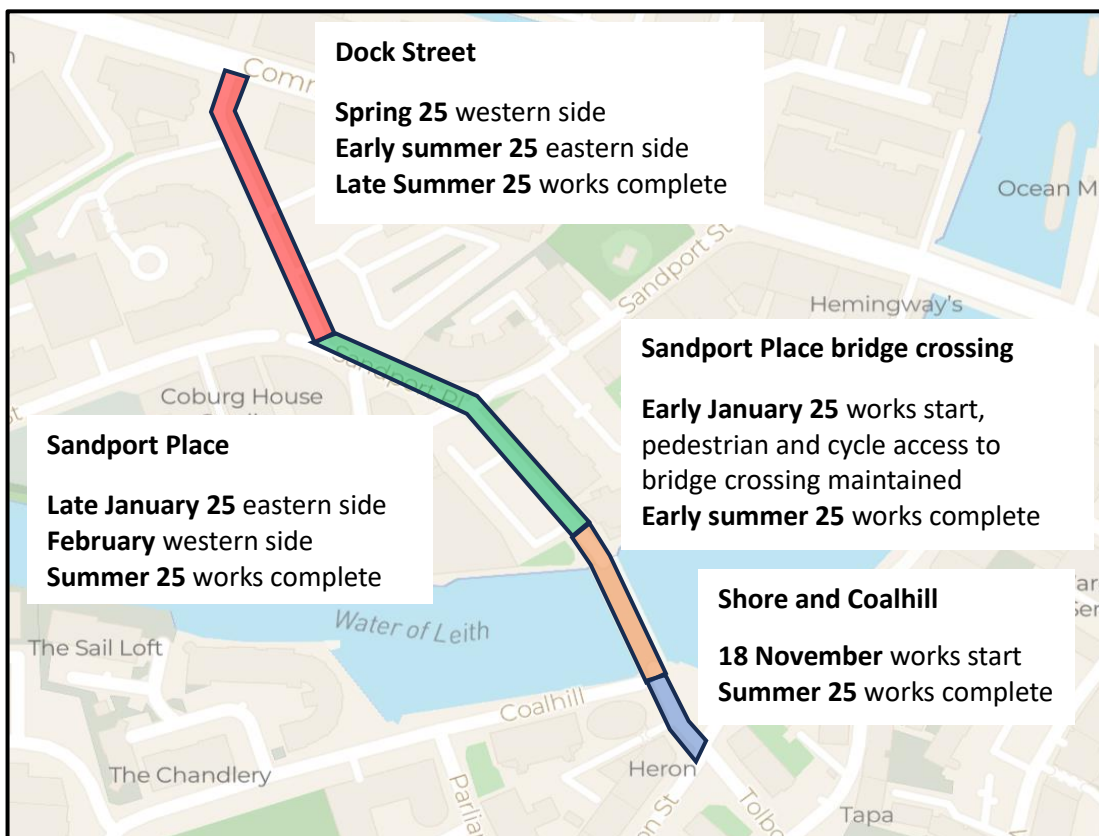 Dock Street
Spring 25 western side
Early summer 25 eastern side
Late Summer 25 works complete
Ocean M
Sandport St
Hemingway's
Sandport Place bridge crossing
Early January 25 works start,
pedestrian and cycle access to
bridge crossing maintained
Early summer 25 works complete
Sandport Pl
Coburg House
Sandport Place
Late January 25 eastern side
February western side
Summer 25 works complete
Shore and Coalhill
18 November works start
Summer 25 works complete
Water of Leith
The Sail Loft
Coalhill
The Chandlery
Heron
Tapa